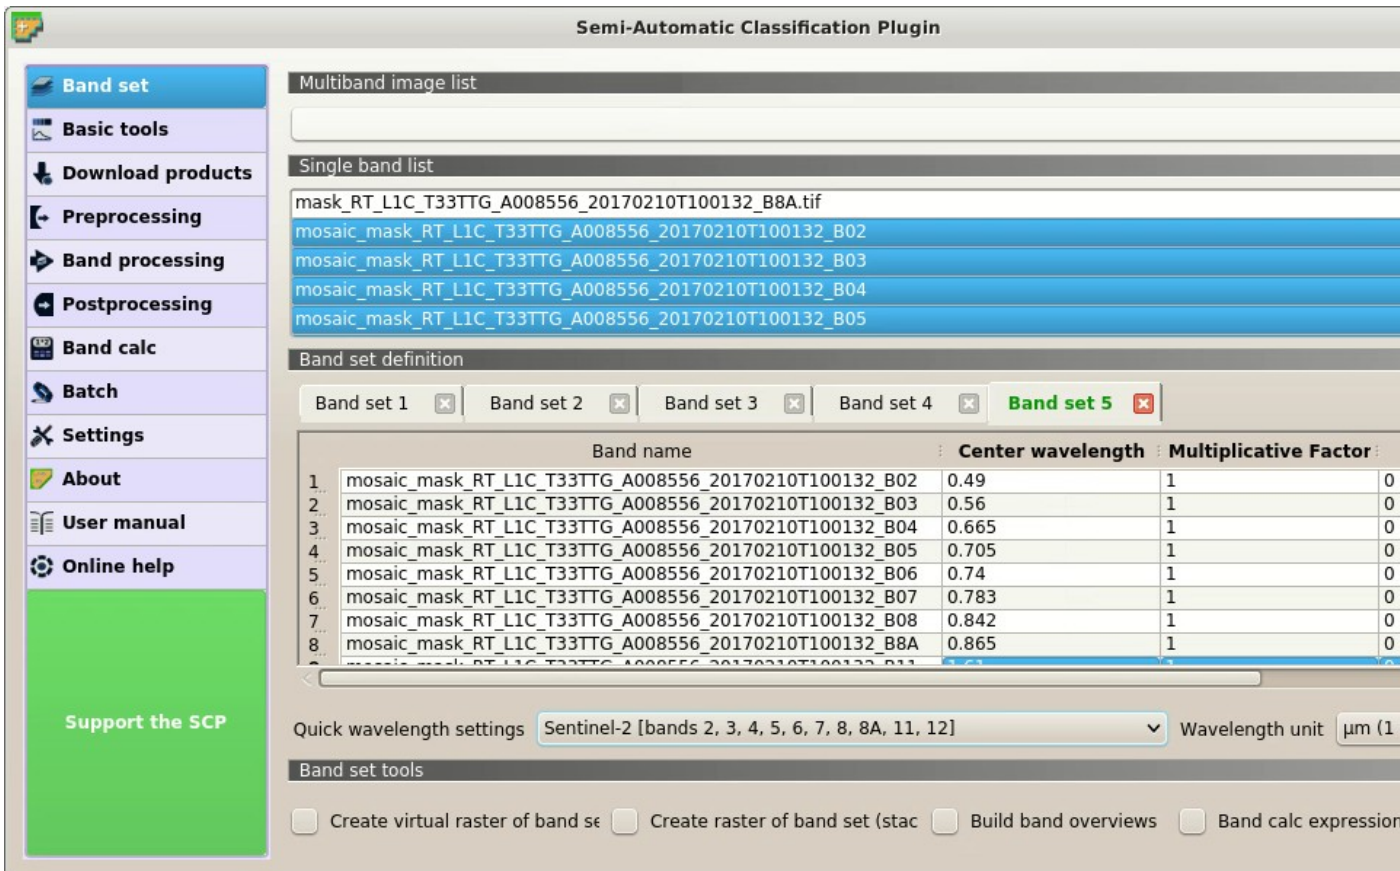 Semi-Automatic Classification Plugin
Band set
Basic tools
Download products
Preprocessing
Band processing
Postprocessing
Band calc
Batch
Settings
About
User manual
Online help
Support the SCP
Multiband image list
Single band list
mask_RT_L1C_T33TTG_A008556_20170210T100132_B8A.tif
mosaic_mask_RT_L1C_T33TTG_A008556_20170210T100132_B02
mosaic_mask_RT_L1C_T33TTG_A008556_20170210T100132_B03
mosaic_mask_RT_L1C_T33TTG_A008556_20170210T100132_B04
mosaic_mask_RT_L1C_T33TTG_A008556_20170210T100132_B05
Band set definition
Band set 1 Band set 2 Band set 3 Band set 4 Band set 5
Band name Center wavelength Multiplicative Factor
1 mosaic_mask_RT_L1C_T33TTG_A008556_20170210T100132_B02 0.49 1 0
2 mosaic_mask_RT_L1C_T33TTG_A008556_20170210T100132_B03 0.56 1 0
3 mosaic_mask_RT_L1C_T33TTG_A008556_20170210T100132_B04 0.665 1 0
4 mosaic_mask_RT_L1C_T33TTG_A008556_20170210T100132_B05 0.705 1 0
5 mosaic_mask_RT_L1C_T33TTG_A008556_20170210T100132_B06 0.74 1 0
6 mosaic_mask_RT_L1C_T33TTG_A008556_20170210T100132_B07 0.783 1 0
7 mosaic_mask_RT_L1C_T33TTG_A008556_20170210T100132_B08 0.842 1 0
8 mosaic_mask_RT_L1C_T33TTG_A008556_20170210T100132_B8A 0.865 1 0
Quick wavelength settings Sentinel-2 [bands 2, 3, 4, 5, 6, 7, 8, 8A, 11, 12] Wavelength unit µm (1
Band set tools
Create virtual raster of band se Create raster of band set (stac Build band overviews Band calc expression